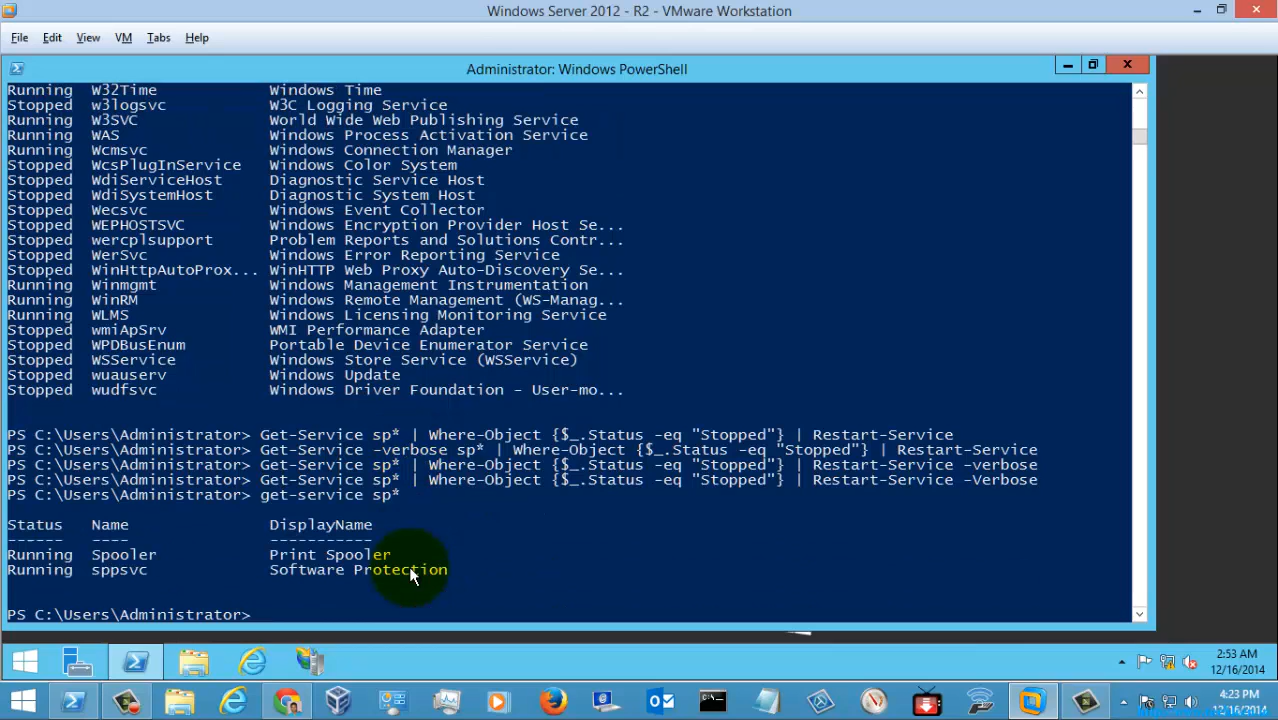 Windows Server 2012 - R2 - VMware Workstation
File Edit View VM Tabs Help
Administrator: Windows PowerShell
Running W32Time Windows Time
Stopped w3logsvc W3C Logging Service
Running W3SVC World Wide Web Publishing Service
Running WAS Windows Process Activation Service
Running Wcmsvc Windows Connection Manager
Stopped WcsPlugInService Windows Color System
Stopped WdiServiceHost Diagnostic Service Host
Stopped WdiSystemHost Diagnostic System Host
Stopped Wecsvc Windows Event Collector
Stopped WEPHOSTSVC Windows Encryption Provider Host Se...
Stopped wercplsupport Problem Reports and Solutions Contr...
Stopped WerSvc Windows Error Reporting Service
Stopped WinHttpAutoProx... WinHTTP Web Proxy Auto-Discovery Se...
Running Winmgmt Windows Management Instrumentation
Running WinRM Windows Remote Management (WS-Manag...
Running WLMS Windows Licensing Monitoring Service
Stopped wmiApSrv WMI Performance Adapter
Stopped WPDBusEnum Portable Device Enumerator Service
Stopped WSService Windows Store Service (WSService)
Stopped wuauserv Windows Update
Stopped wudfsvc Windows Driver Foundation - User-mo...
PS C:\Users\Administrator> Get-Service sp* | Where-Object {$_.Status -eq "Stopped"} | Restart-Service
PS C:\Users\Administrator> Get-Service -verbose sp* | Where-Object {$_.Status -eq "Stopped"} | Restart-Service
PS C:\Users\Administrator> Get-Service sp* | Where-Object {$_.Status -eq "Stopped"} | Restart-Service -verbose
PS C:\Users\Administrator> Get-Service sp* | Where-Object {$_.Status -eq "Stopped"} | Restart-Service -Verbose
PS C:\Users\Administrator> get-service sp*
Status Name DisplayName
------ ---- -----------
Running Spooler Print Spooler
Running sppsvc Software Protection
PS C:\Users\Administrator>
2:53 AM
12/16/2014
4:23 PM
12/16/2014